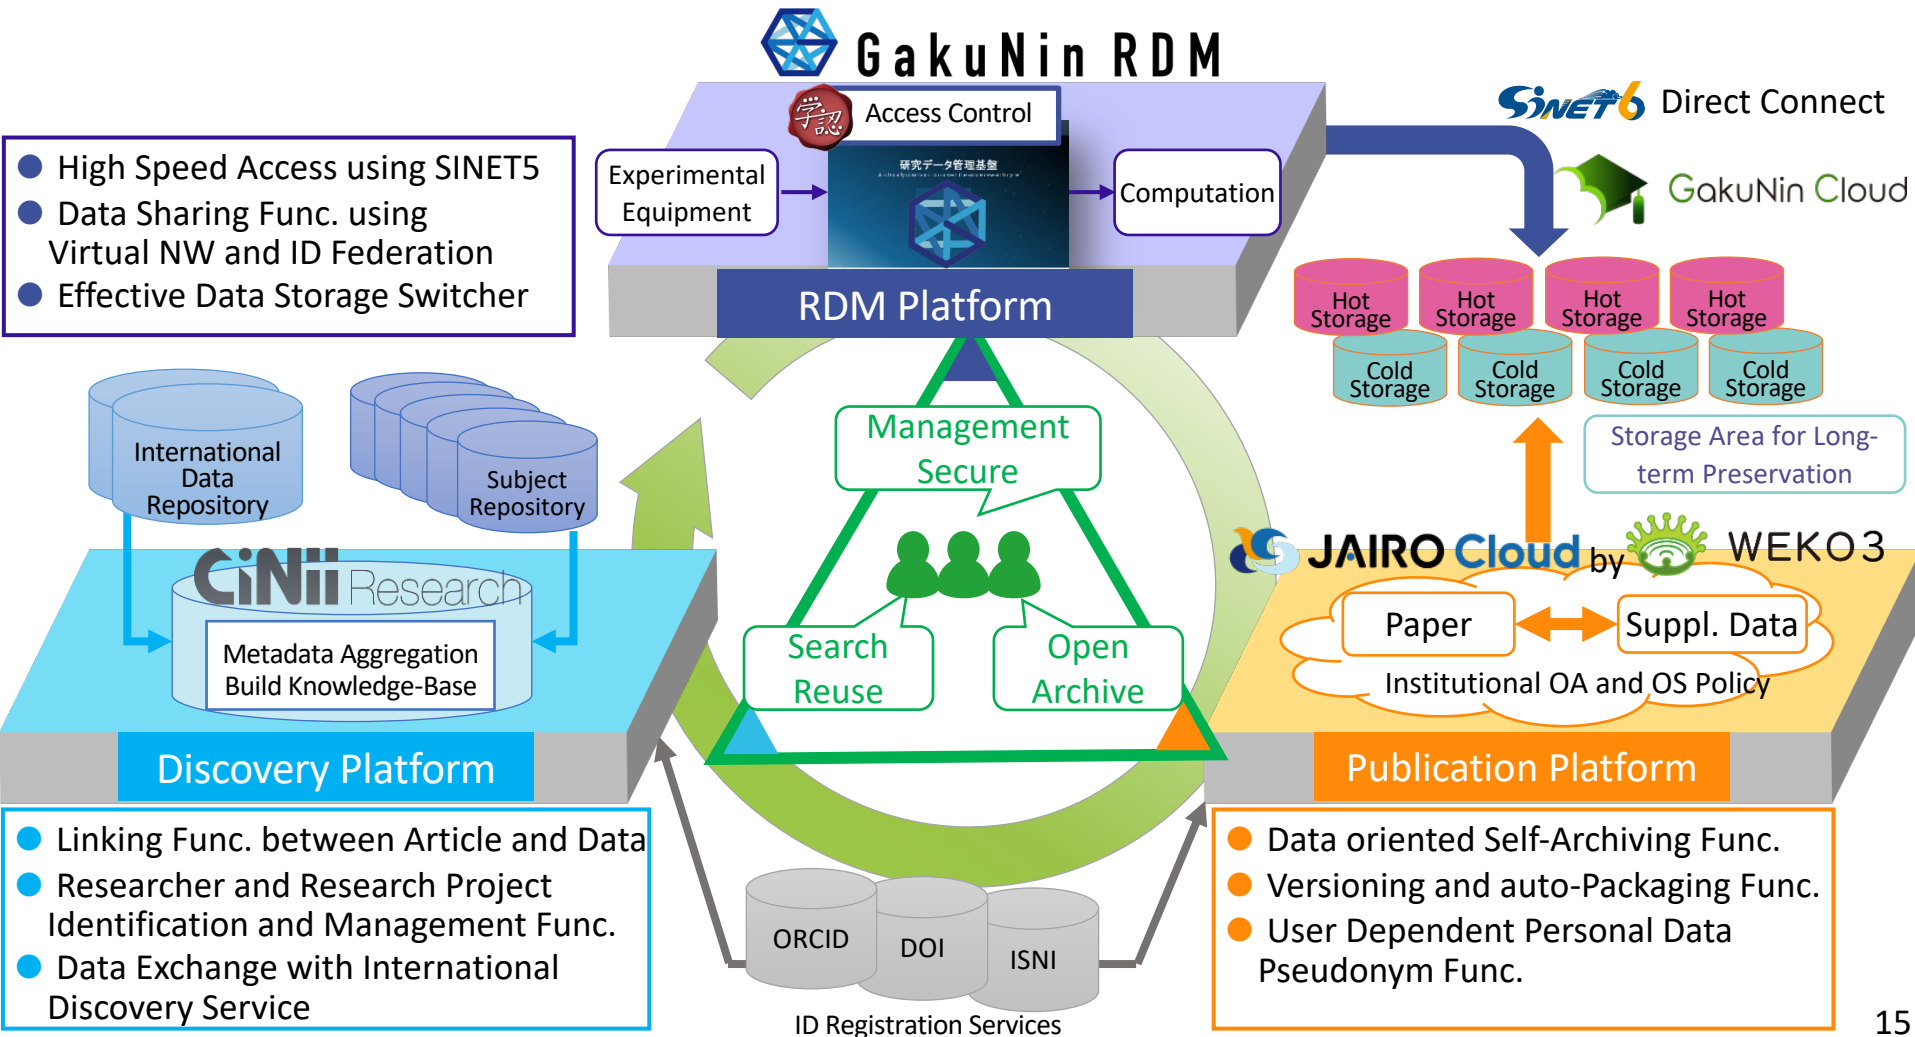 GakuNin RDM
学認
Access Control
研究データ管理基盤
Experimental
Equipment
Computation
RDM Platform
SINET6 Direct Connect
GakuNin Cloud
High Speed Access using SINET5
Data Sharing Func. using
Virtual NW and ID Federation
Effective Data Storage Switcher
Hot
Storage
Hot
Storage
Hot
Storage
Hot
Storage
Cold
Storage
Cold
Storage
Cold
Storage
Cold
Storage
Storage Area for Long-
term Preservation
International
Data
Repository
Subject
Repository
CiNii Research
Metadata Aggregation
Build Knowledge-Base
Discovery Platform
Management
Secure
Search
Reuse
Open
Archive
JAIRO Cloud by WEKO3
Paper
Suppl. Data
Institutional OA and OS Policy
Publication Platform
Linking Func. between Article and Data
Researcher and Research Project
Identification and Management Func.
Data Exchange with International
Discovery Service
ORCID
DOI
ISNI
ID Registration Services
Data oriented Self-Archiving Func.
Versioning and auto-Packaging Func.
User Dependent Personal Data
Pseudonym Func.
15